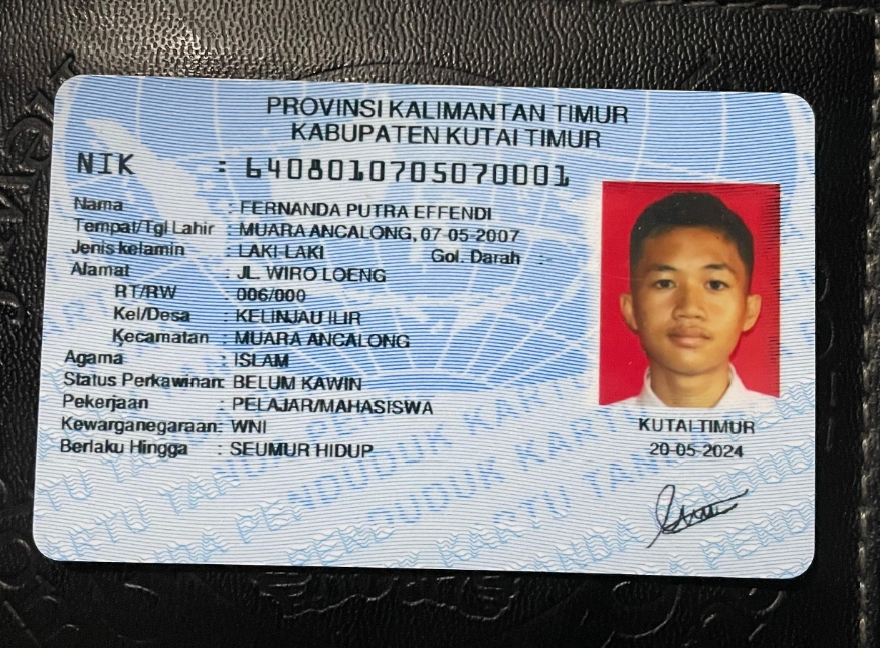 PROVINSI KALIMANTAN TIMUR
KABUPATEN KUTAI TIMUR
NIK : 6408010705070001
Nama : FERNANDA PUTRA EFFENDI
Tempat/Tgl Lahir : MUARA ANCALONG, 07-05-2007
Jenis kelamin : LAKI-LAKI Gol. Darah : -
Alamat : JL. WIRO LOENG
RT/RW : 006/000
Kel/Desa : KELINJAU ILIR
Kecamatan : MUARA ANCALONG
Agama : ISLAM
Status Perkawinan: BELUM KAWIN
Pekerjaan : PELAJAR/MAHASISWA
Kewarganegaraan: WNI
Berlaku Hingga : SEUMUR HIDUP
KUTAI TIMUR
20-05-2024